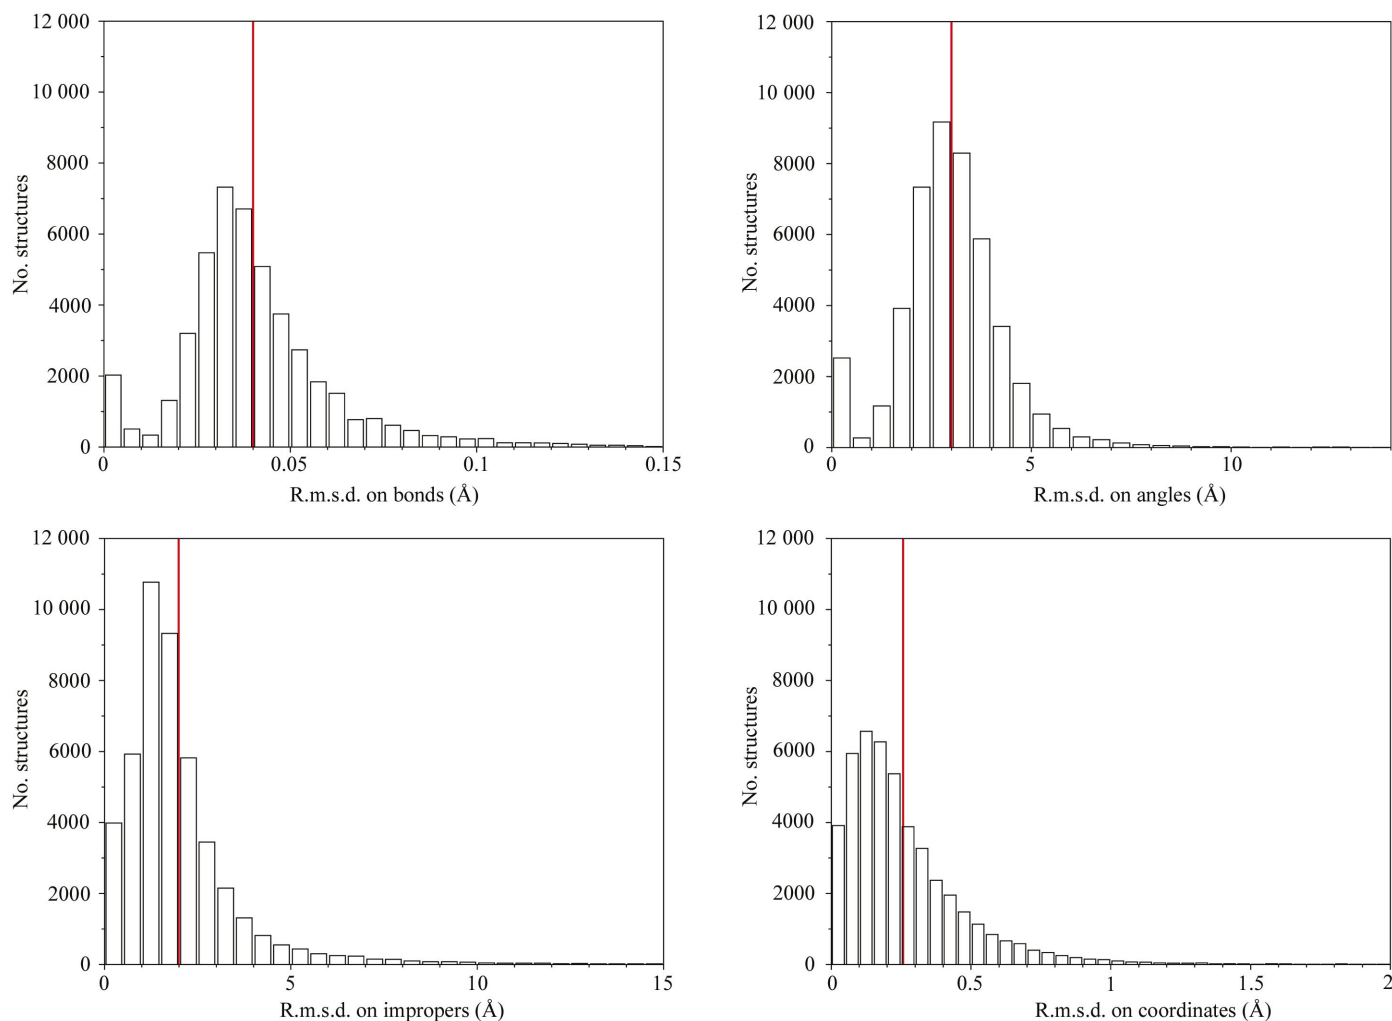 12 000
10 000
8000
6000
4000
2000
0
No. structures
0 0.05 0.1 0.15
R.m.s.d. on bonds (Å)
12 000
10 000
8000
6000
4000
2000
0
No. structures
0 5 10
R.m.s.d. on angles (Å)
12 000
10 000
8000
6000
4000
2000
0
No. structures
0 5 10 15
R.m.s.d. on impropers (Å)
12 000
10 000
8000
6000
4000
2000
0
No. structures
0 0.5 1 1.5 2
R.m.s.d. on coordinates (Å)